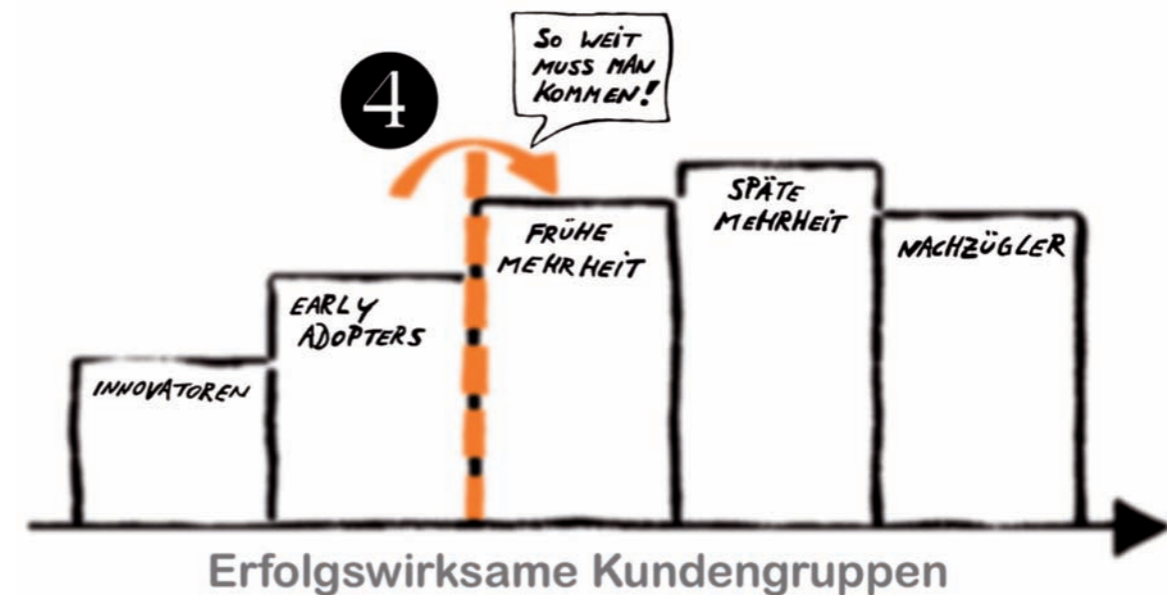 4
SO WEIT
MUSS MAN
KOMMEN!
INNOVATOREN
EARLY
ADOPTERS
FRÜHE
MEHRHEIT
SPÄTE
MEHRHEIT
NACHZÜGLER
Erfolgswirksame Kundengruppen